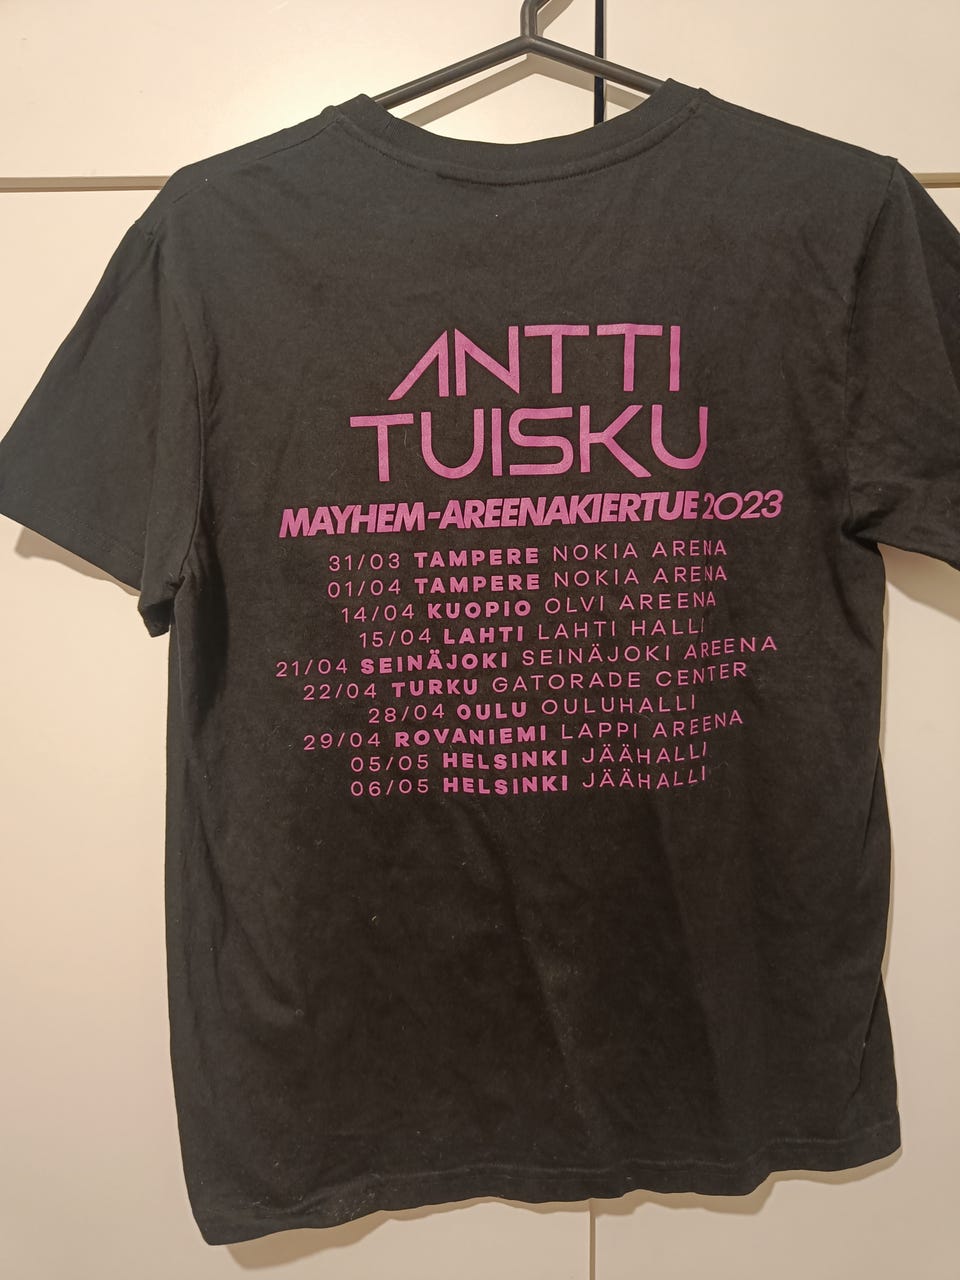 ANTTI
TUISKU
MAYHEM-AREENAKIERTUE 2023
31/03 TAMPERE NOKIA ARENA
01/04 TAMPERE NOKIA ARENA
14/04 KUOPIO OLVI AREENA
15/04 LAHTI LAHTI HALLI
21/04 SEINÄJOKI SEINÄJOKI AREENA
22/04 TURKU GATORADE CENTER
28/04 OULU OULUHALLI
29/04 ROVANIEMI LAPPI AREENA
05/05 HELSINKI JÄÄHALLI
06/05 HELSINKI JÄÄHALLI